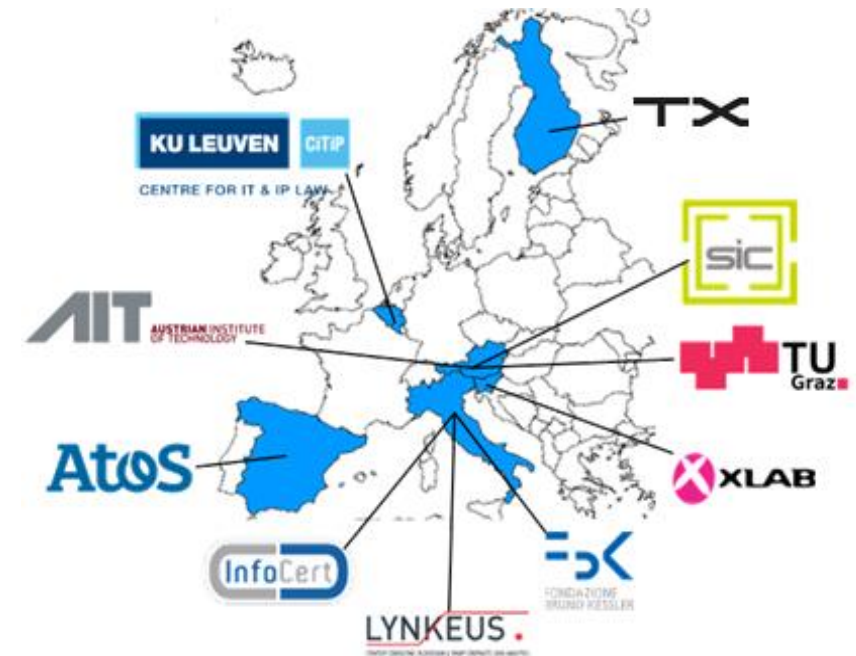 TX
KU LEUVEN CiTiP
CENTRE FOR IT & IP LAW
sic
AIT AUSTRIAN INSTITUTE
OF TECHNOLOGY
TU
Graz
Atos
XLAB
InfoCert
FBK
FONDAZIONE
BRUNO KESSLER
LYNKEUS.